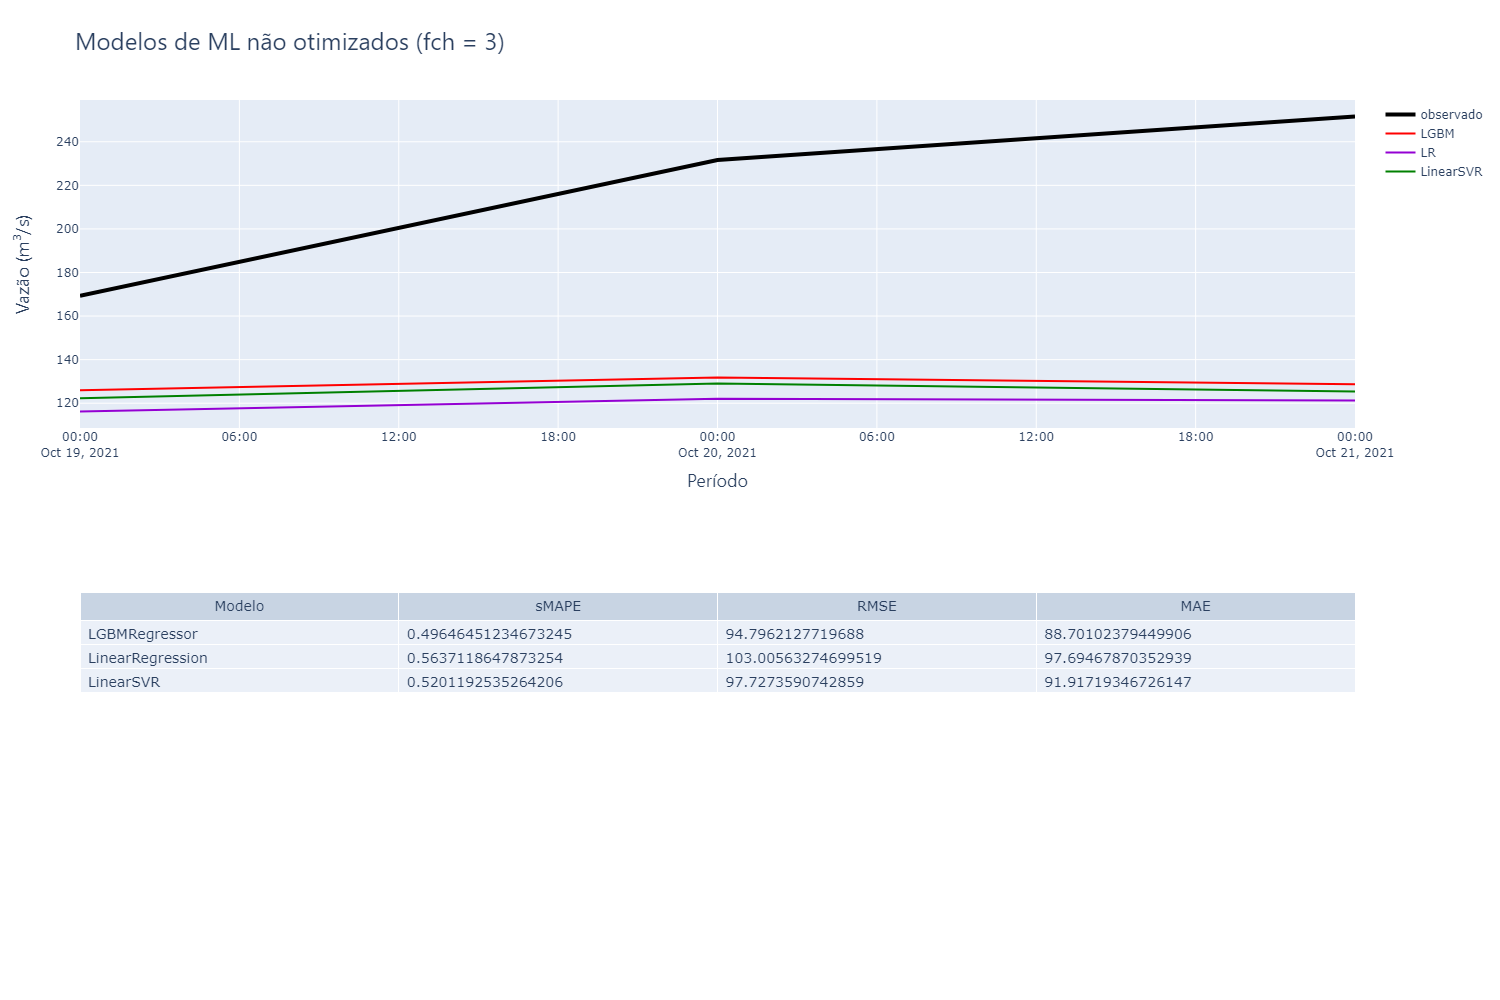 Modelos de ML não otimizados (fch = 3)
observado
LGBM
LR
LinearSVR
Vazão (m³/s)
240
220
200
180
160
140
120
00:00 06:00 12:00 18:00 00:00 06:00 12:00 18:00 00:00
Oct 19, 2021 Oct 20, 2021 Oct 21, 2021
Período
Modelo sMAPE RMSE MAE
LGBMRegressor 0.49646451234673245 94.7962127719688 88.70102379449906
LinearRegression 0.5637118647873254 103.00563274699519 97.69467870352939
LinearSVR 0.5201192535264206 97.7273590742859 91.91719346726147